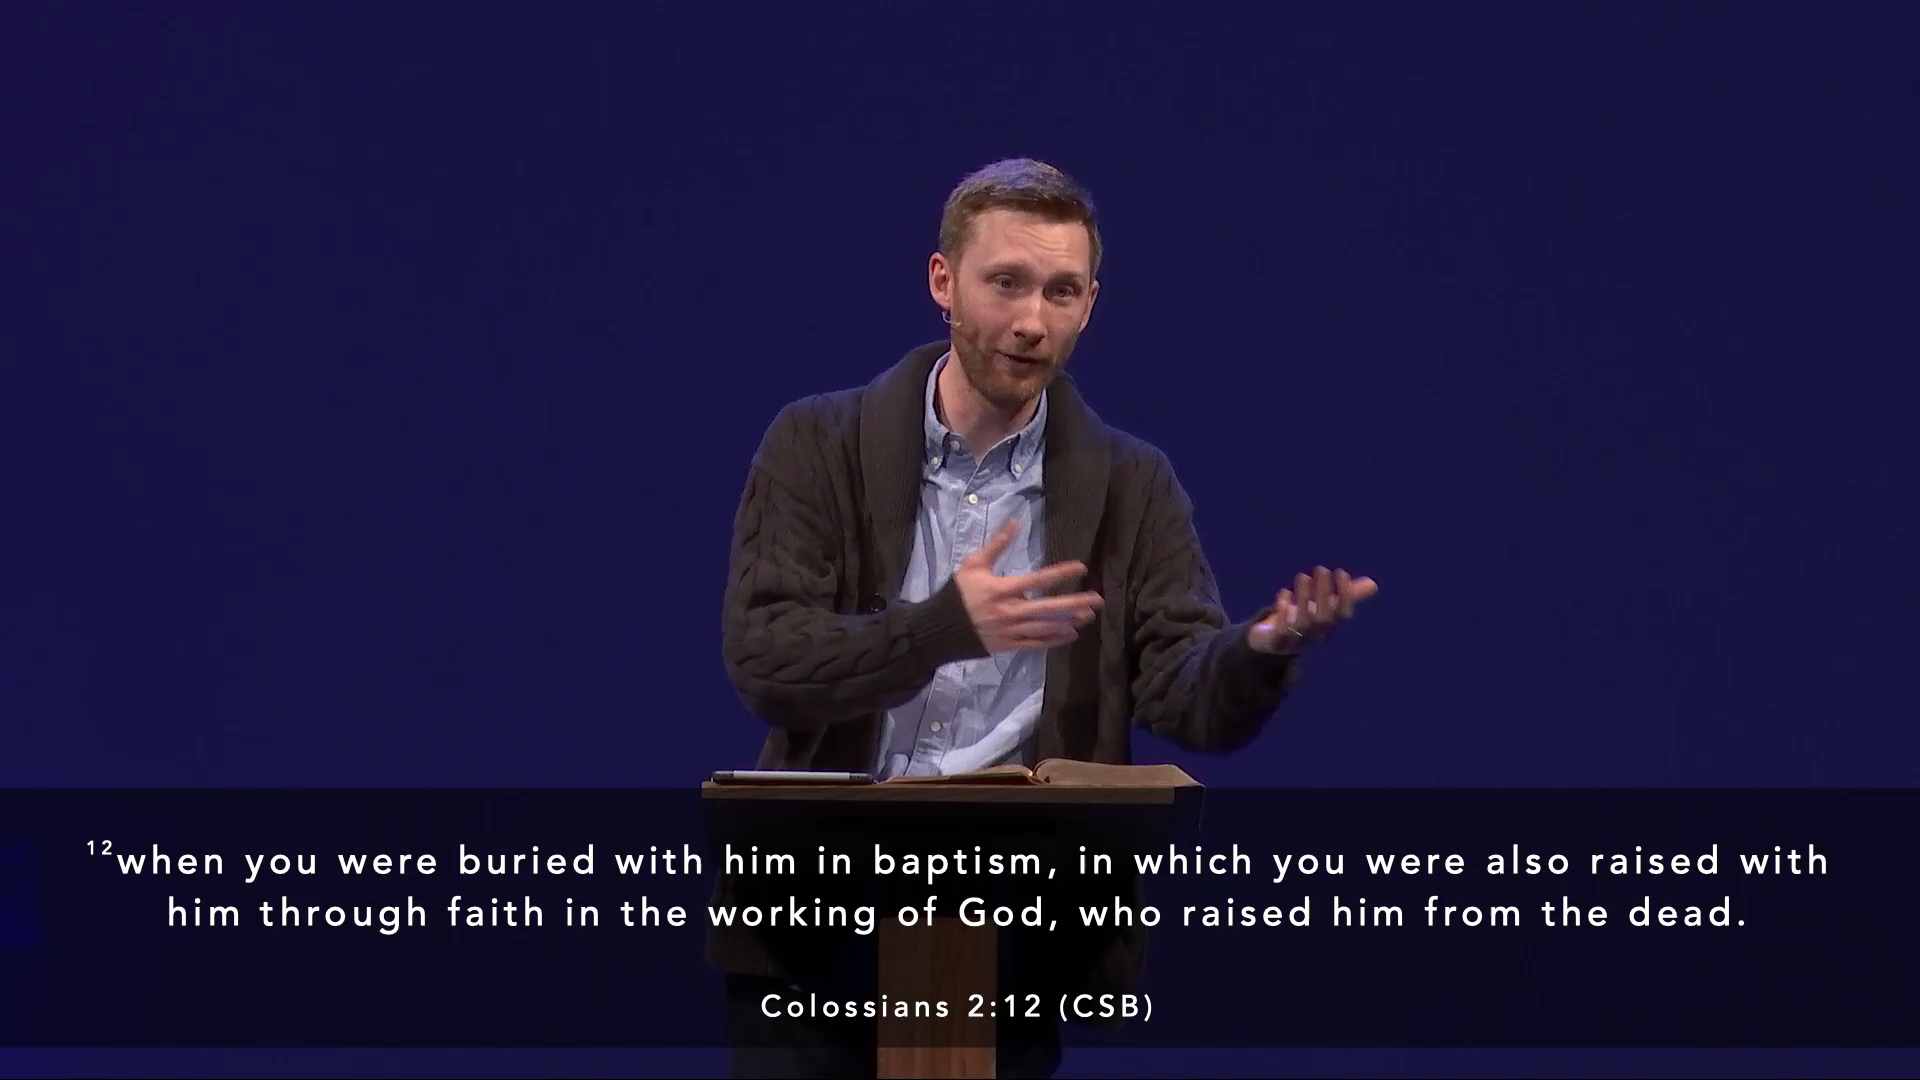 ¹²when you were buried with him in baptism, in which you were also raised with
him through faith in the working of God, who raised him from the dead.
Colossians 2:12 (CSB)